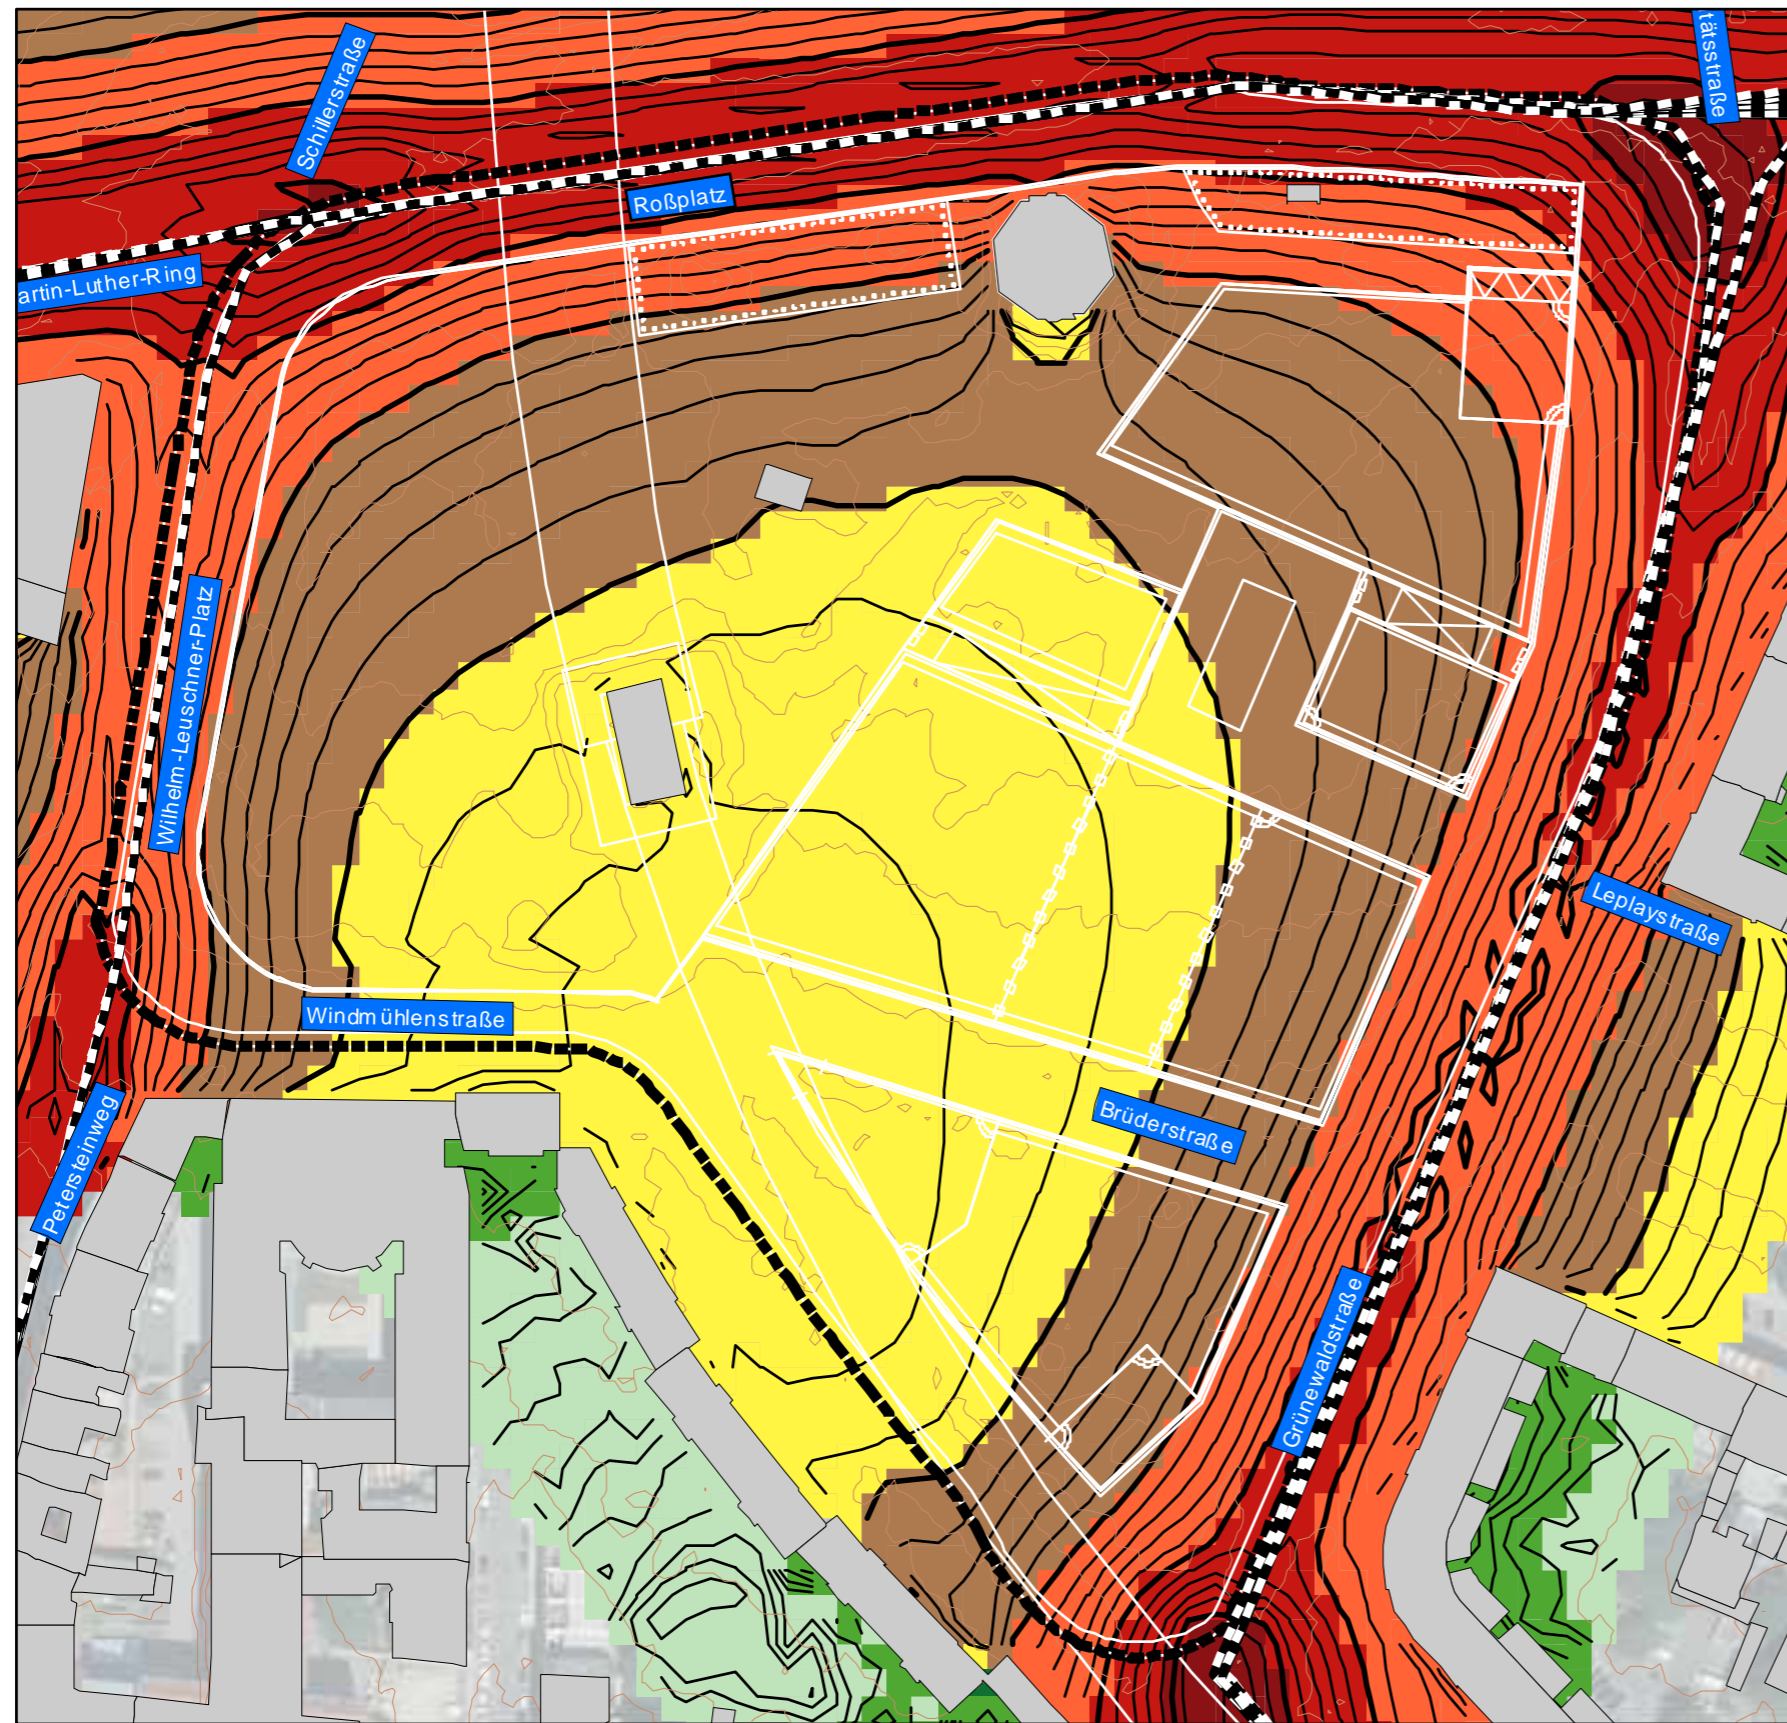 Schillerstraße
tätsstraße
Roßplatz
artin-Luther-Ring
Wilhelm-Leuschner-Platz
Leplaystraße
Windmühlenstraße
Brüderstraße
Petersteinweg
Grünewaldstraße